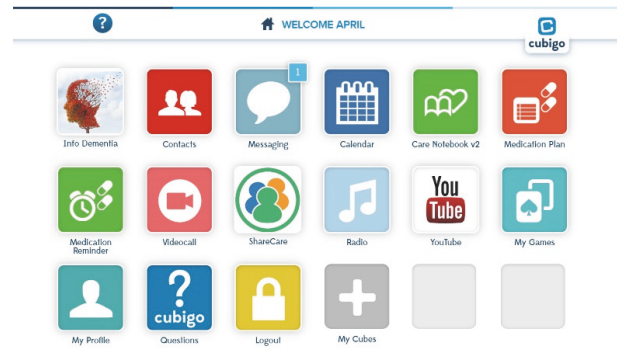 ?
WELCOME APRIL
cubigo
1
Info Dementia
Contacts
Messaging
Calendar
Care Notebook v2
Medication Plan
Medication
Reminder
Videocall
ShareCare
Radio
You
Tube
YouTube
My Games
My Profile
?
cubigo
Questions
Logout
My Cubes